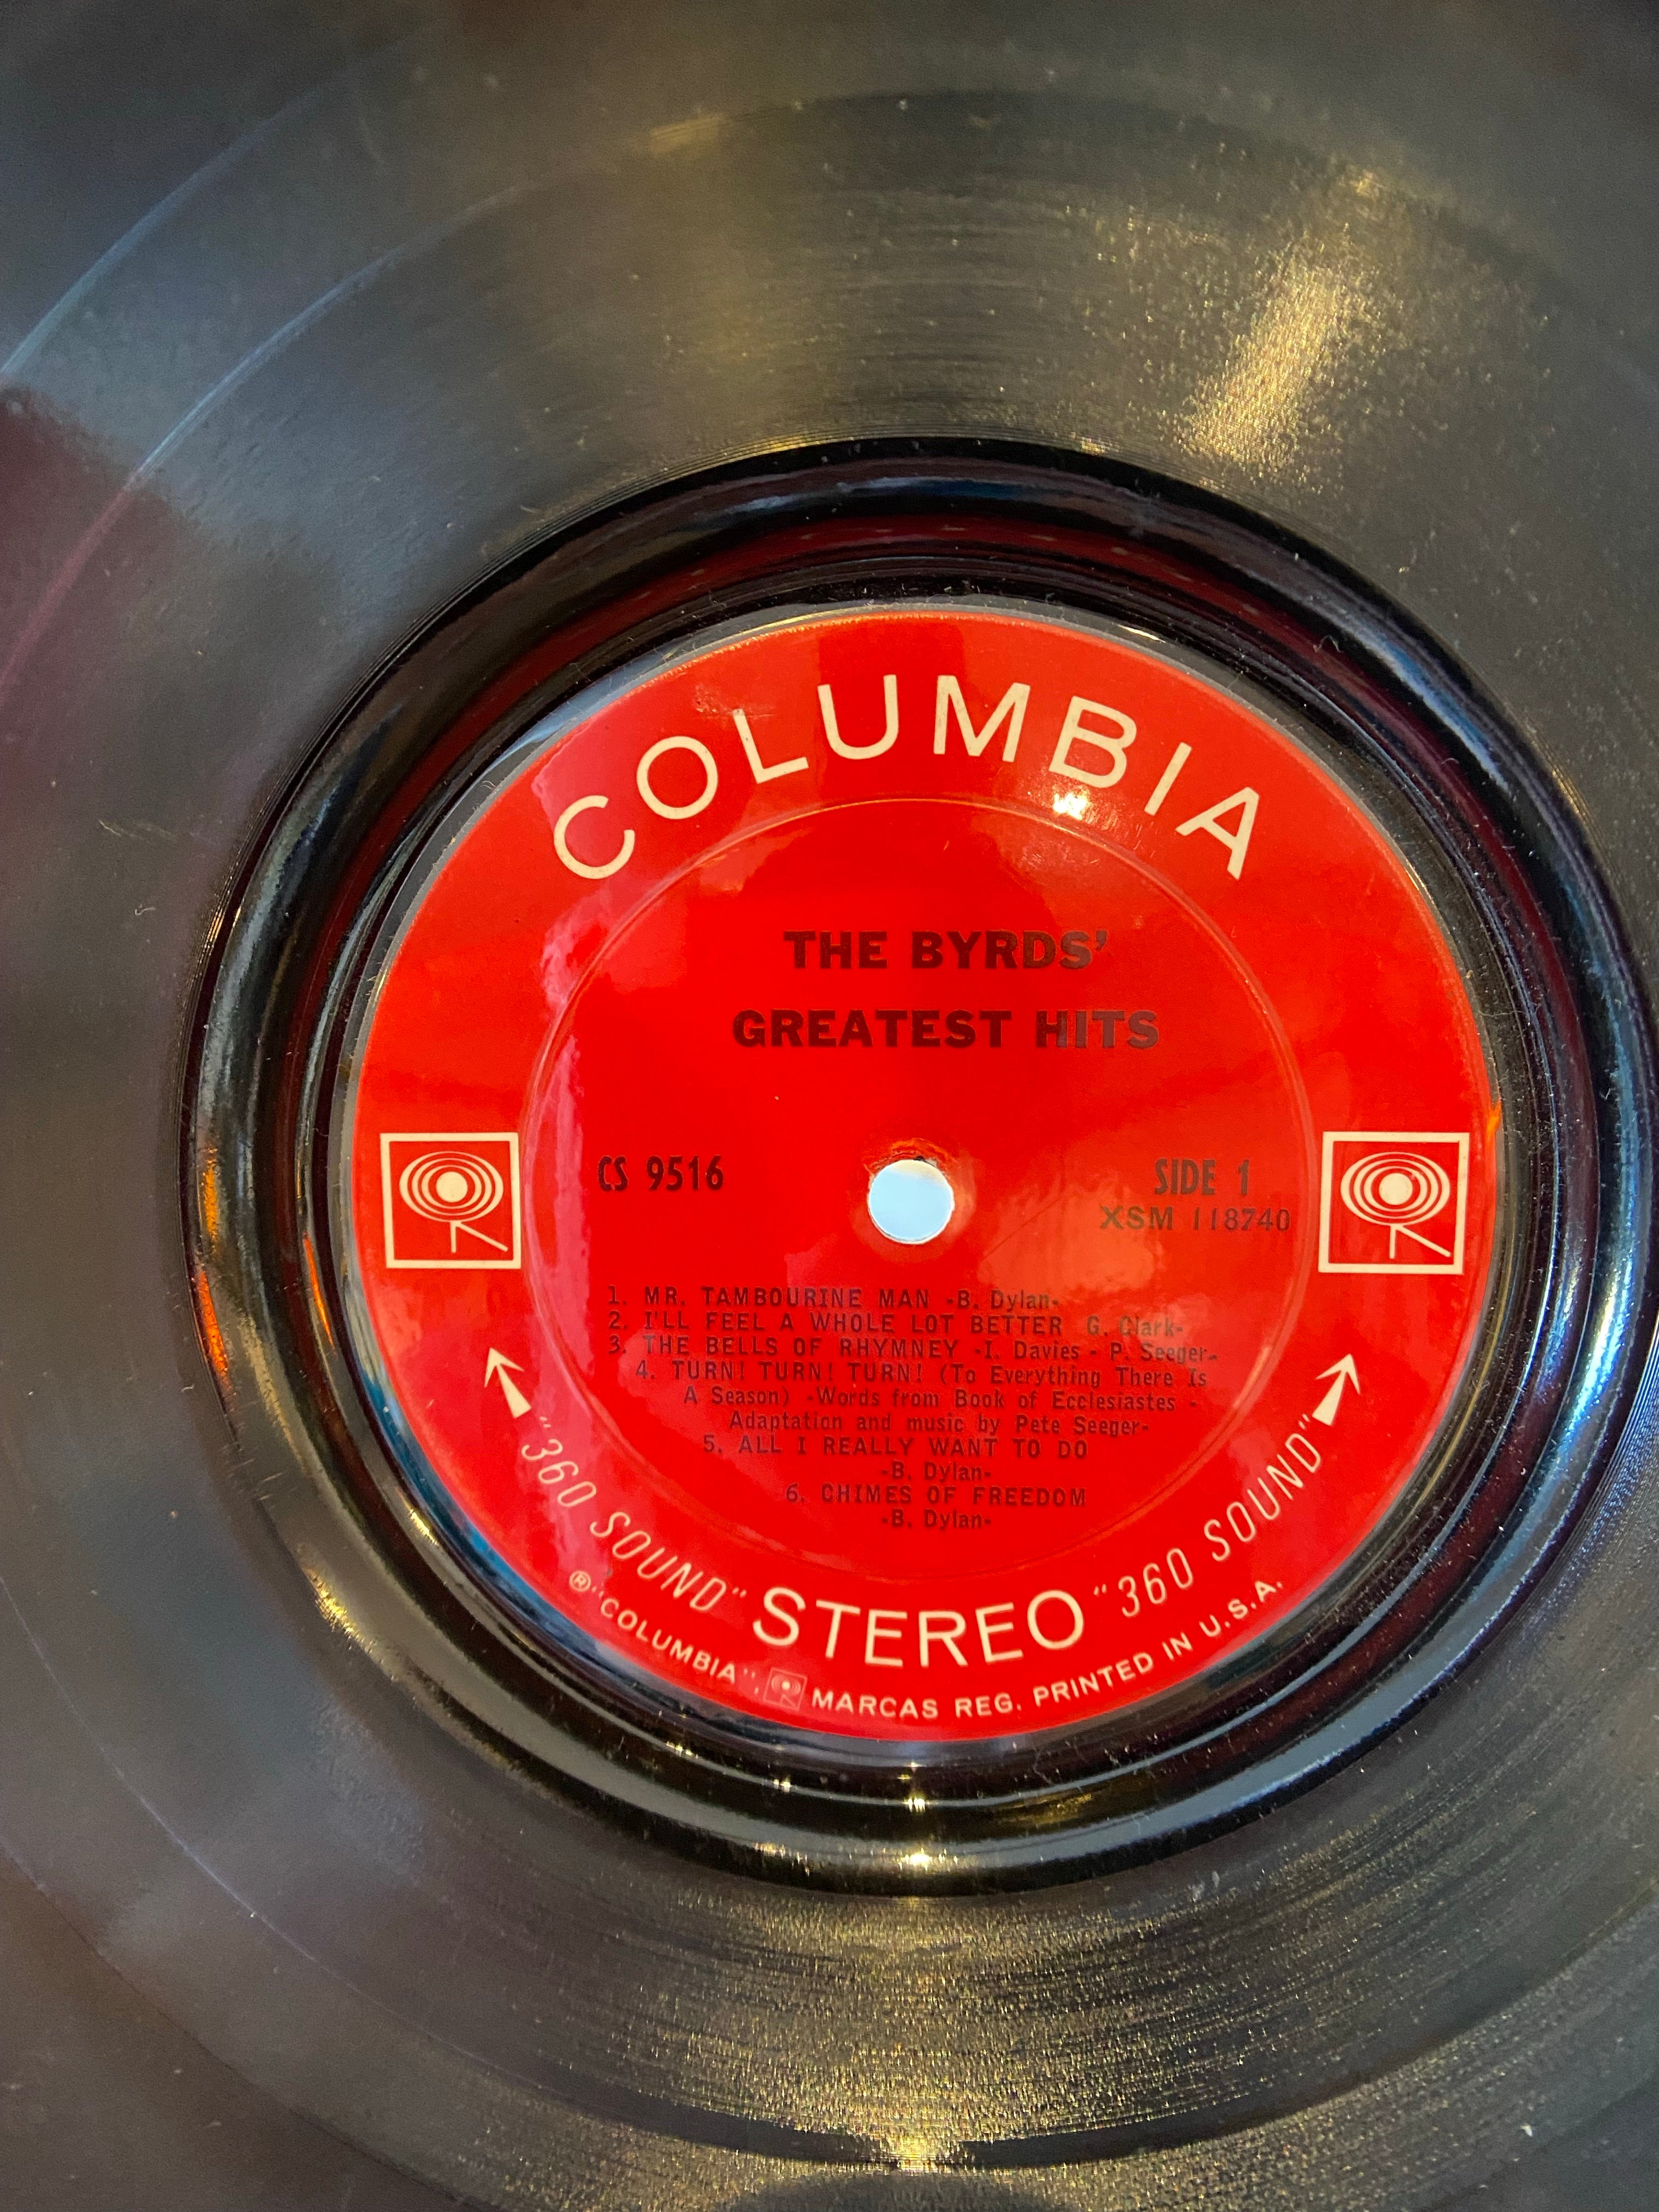 COLUMBIA
THE BYRDS'
GREATEST HITS
CS 9516
SIDE 1
XSM 118740
1. MR. TAMBOURINE MAN -B. Dylan-
2. I'LL FEEL A WHOLE LOT BETTER G. Clark-
3. THE BELLS OF RHYMNEY -I. Davies - P. Seeger-
4. TURN! TURN! TURN! (To Everything There Is
A Season) -Words from Book of Ecclesiastes -
Adaptation and music by Pete Seeger-
5. ALL I REALLY WANT TO DO
-B. Dylan-
6. CHIMES OF FREEDOM
-B. Dylan-
"360 SOUND" STEREO "360 SOUND"
® "COLUMBIA", MARCAS REG. PRINTED IN U.S.A.